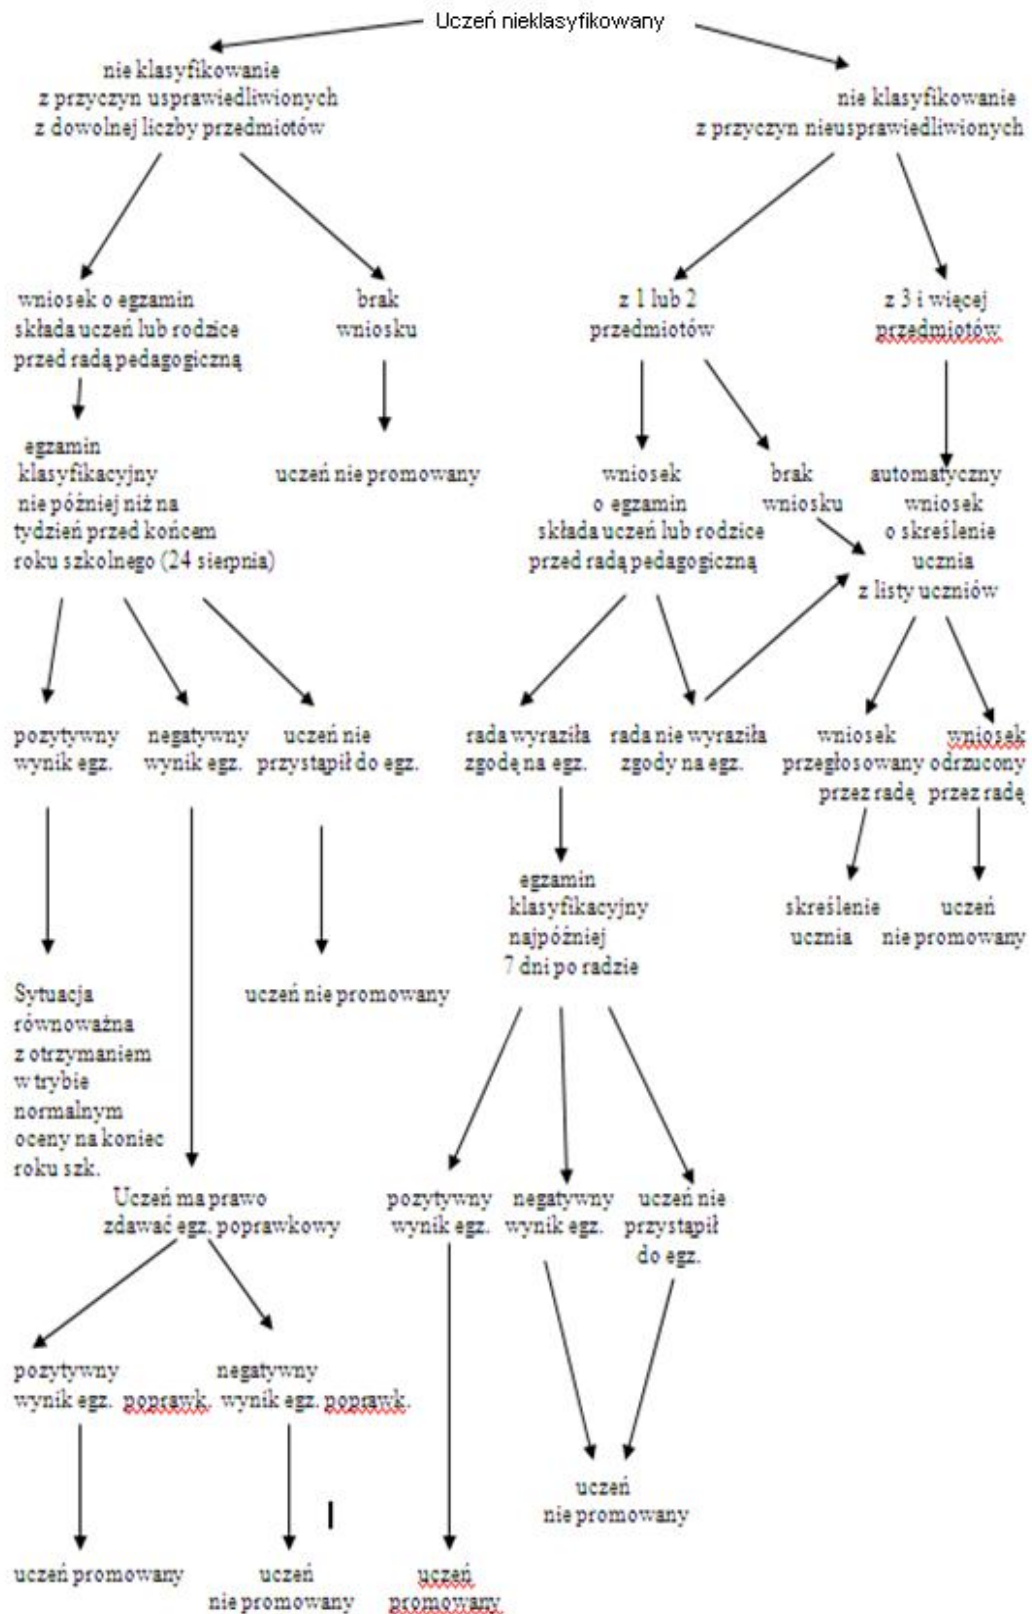 Uczeń nieklasyfikowany
nie klasyfikowanie
z przyczyn usprawiedliwionych
z dowolnej liczby przedmiotów
nie klasyfikowanie
z przyczyn nieusprawiedliwionych
wniosek o egzamin
składa uczeń lub rodzice
przed radą pedagogiczną
brak
wniosku
z 1 lub 2
przedmiotów
z 3 i więcej
przedmiotów
egzamin
klasyfikacyjny
nie później niż na
tydzień przed końcem
roku szkolnego (24 sierpnia)
uczeń nie promowany
wniosek
o egzamin
składa uczeń lub rodzice
przed radą pedagogiczną
brak
wniosku
automatyczny
wniosek
o skreślenie
ucznia
z listy uczniów
pozytywny
wynik egz.
negatywny
wynik egz.
uczeń nie
przystąpił do egz.
rada wyraziła
zgodę na egz.
rada nie wyraziła
zgody na egz.
wniosek
przegłosowany
przez radę
wniosek
odrzucony
przez radę
egzamin
klasyfikacyjny
najpóźniej
7 dni po radzie
skreślenie
ucznia
uczeń
nie promowany
Sytuacja
równoważna
z otrzymaniem
w trybie
normalnym
oceny na koniec
roku szk.
uczeń nie promowany
Uczeń ma prawo
zdawać egz. poprawkowy
pozytywny
wynik egz.
negatywny
wynik egz.
uczeń nie
przystąpił
do egz.
pozytywny
wynik egz. poprawk.
negatywny
wynik egz. poprawk.
uczeń
nie promowany
uczeń promowany
uczeń
nie promowany
uczeń
promowany